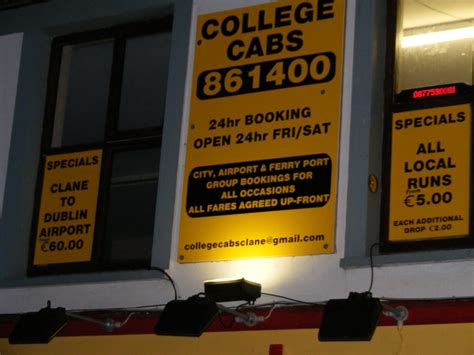 COLLEGE
CABS
861400
24hr BOOKING
OPEN 24hr FRI/SAT
CITY, AIRPORT & FERRY PORT
GROUP BOOKINGS FOR
ALL OCCASIONS
ALL FARES AGREED UP-FRONT
collegecabsclane@gmail.com
SPECIALS
CLANE
TO
DUBLIN
AIRPORT
€60.00
SPECIALS
ALL
LOCAL
RUNS
From
€5.00
EACH ADDITIONAL
DROP €2.00